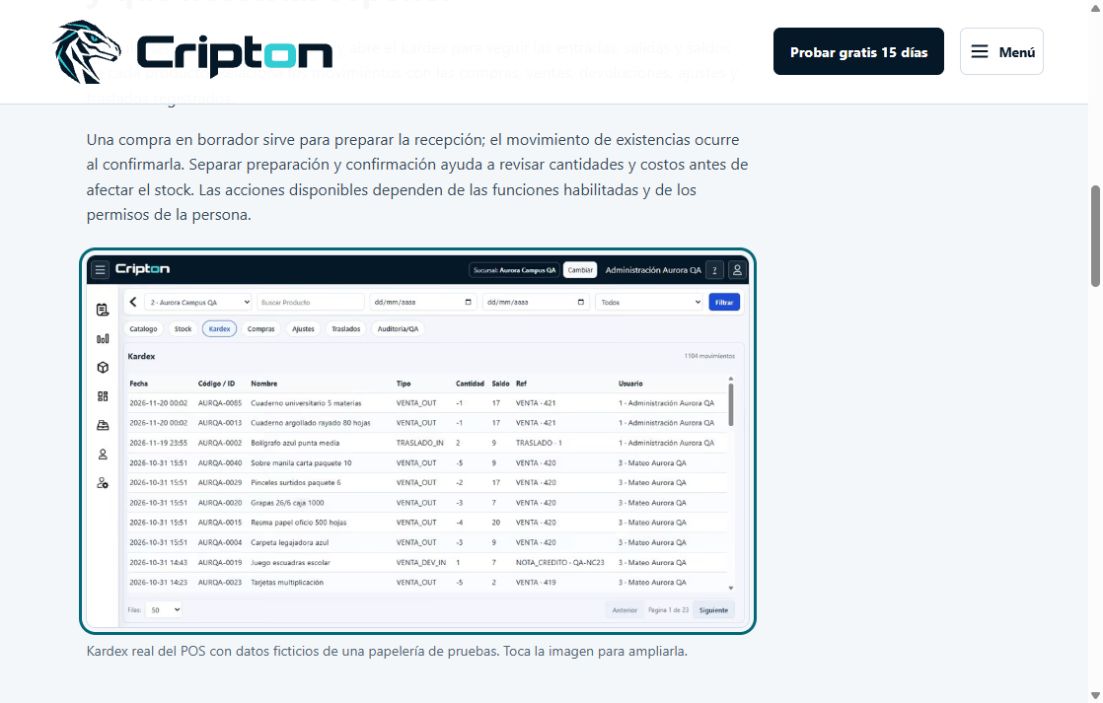 Cripton
Probar gratis 15 días
Menú
Una compra en borrador sirve para preparar la recepción; el movimiento de existencias ocurre
al confirmarla. Separar preparación y confirmación ayuda a revisar cantidades y costos antes de
afectar el stock. Las acciones disponibles dependen de las funciones habilitadas y de los
permisos de la persona.
Cripton
Sucursal: Aurora Campus QA Cambiar Administración Aurora QA ?
2 - Aurora Campus QA Buscar Producto dd/mm/aaaa dd/mm/aaaa Todos Filtrar
Catalogo Stock Kardex Compras Ajustes Traslados Auditoria/QA
Kardex 1104 movimientos
Fecha Código / ID Nombre Tipo Cantidad Saldo Ref Usuario
2026-11-20 00:02 AURQA-0085 Cuaderno universitario 5 materias VENTA_OUT -1 17 VENTA - 421 1 - Administración Aurora QA
2026-11-20 00:02 AURQA-0013 Cuaderno argollado rayado 80 hojas VENTA_OUT -1 17 VENTA - 421 1 - Administración Aurora QA
2026-11-19 23:55 AURQA-0002 Bolígrafo azul punta media TRASLADO_IN 2 9 TRASLADO - 1 1 - Administración Aurora QA
2026-10-31 15:51 AURQA-0040 Sobre manila carta paquete 10 VENTA_OUT -5 9 VENTA - 420 3 - Mateo Aurora QA
2026-10-31 15:51 AURQA-0029 Pinceles surtidos paquete 6 VENTA_OUT -2 17 VENTA - 420 3 - Mateo Aurora QA
2026-10-31 15:51 AURQA-0020 Grapas 26/6 caja 1000 VENTA_OUT -3 7 VENTA - 420 3 - Mateo Aurora QA
2026-10-31 15:51 AURQA-0015 Resma papel oficio 500 hojas VENTA_OUT -4 20 VENTA - 420 3 - Mateo Aurora QA
2026-10-31 15:51 AURQA-0004 Carpeta legajadora azul VENTA_OUT -3 9 VENTA - 420 3 - Mateo Aurora QA
2026-10-31 14:43 AURQA-0019 Juego escuadras escolar VENTA_DEV_IN 1 7 NOTA_CREDITO - QA-NC23 3 - Mateo Aurora QA
2026-10-31 14:23 AURQA-0023 Tarjetas multiplicación VENTA_OUT -5 2 VENTA - 419 3 - Mateo Aurora QA
Filas: 50 Anterior Pagina 1 de 23 Siguiente
Kardex real del POS con datos ficticios de una papelería de pruebas. Toca la imagen para ampliarla.